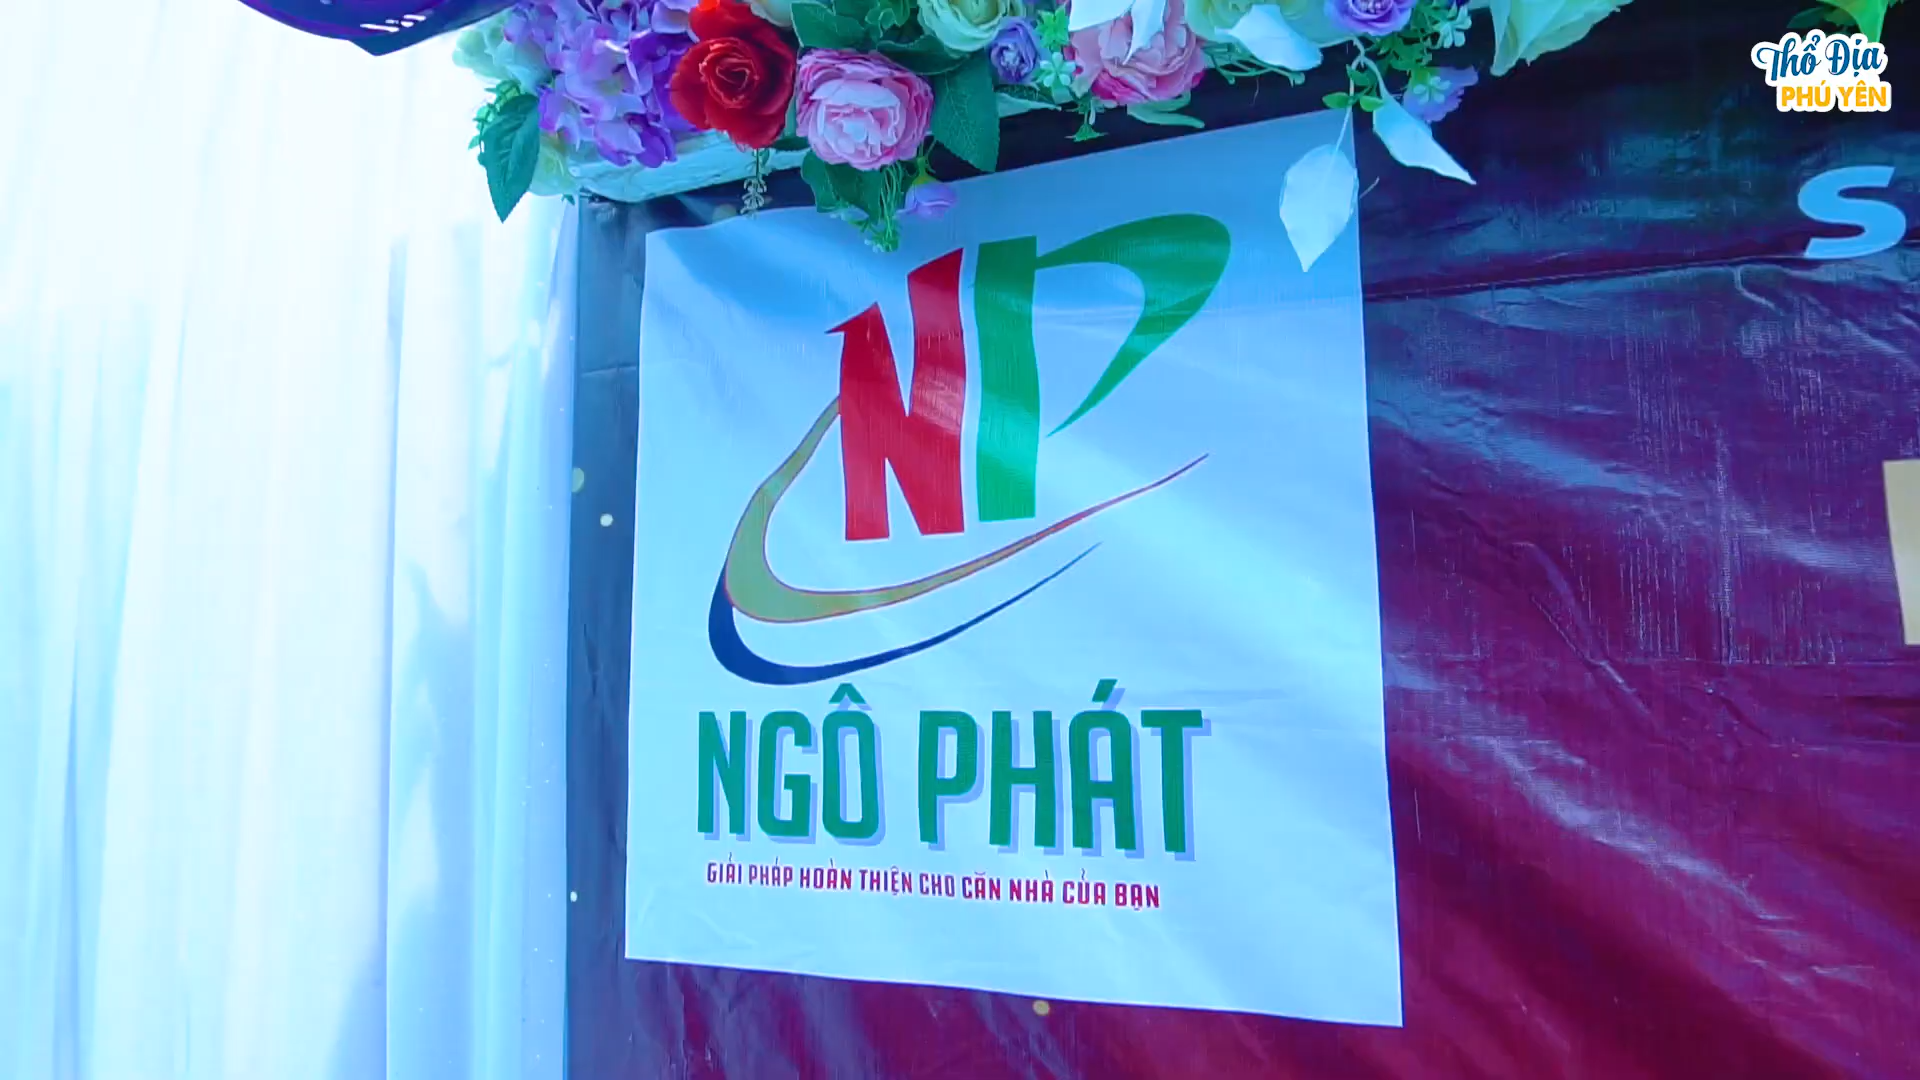 Thổ Địa
PHÚ YÊN
S
NP
NGÔ PHÁT
GIẢI PHÁP HOÀN THIỆN CHO CĂN NHÀ CỦA BẠN